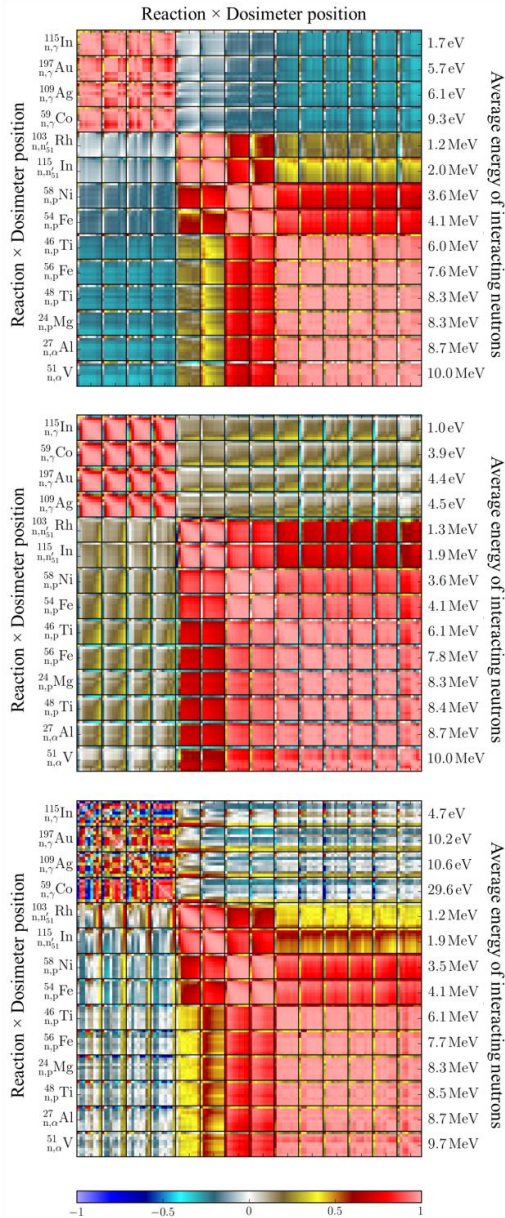 Reaction × Dosimeter position
Reaction × Dosimeter position
Average energy of interacting neutrons
¹¹⁵In n,γ 1.7 eV
¹⁹⁷Au n,γ 5.7 eV
¹⁰⁹Ag n,γ 6.1 eV
⁵⁹Co n,γ 9.3 eV
¹⁰³Rh n,n′₅₁ 1.2 MeV
¹¹⁵In n,n′₅₁ 2.0 MeV
⁵⁸Ni n,p 3.6 MeV
⁵⁴Fe n,p 4.1 MeV
⁴⁶Ti n,p 6.0 MeV
⁵⁶Fe n,p 7.6 MeV
⁴⁸Ti n,p 8.3 MeV
²⁴Mg n,p 8.3 MeV
²⁷Al n,α 8.7 MeV
⁵¹V n,α 10.0 MeV
Reaction × Dosimeter position
Average energy of interacting neutrons
¹¹⁵In n,γ 1.0 eV
⁵⁹Co n,γ 3.9 eV
¹⁹⁷Au n,γ 4.4 eV
¹⁰⁹Ag n,γ 4.5 eV
¹⁰³Rh n,n′₅₁ 1.3 MeV
¹¹⁵In n,n′₅₁ 1.9 MeV
⁵⁸Ni n,p 3.6 MeV
⁵⁴Fe n,p 4.1 MeV
⁴⁶Ti n,p 6.1 MeV
⁵⁶Fe n,p 7.8 MeV
²⁴Mg n,p 8.3 MeV
⁴⁸Ti n,p 8.4 MeV
²⁷Al n,α 8.7 MeV
⁵¹V n,α 10.0 MeV
Reaction × Dosimeter position
Average energy of interacting neutrons
¹¹⁵In n,γ 4.7 eV
¹⁹⁷Au n,γ 10.2 eV
¹⁰⁹Ag n,γ 10.6 eV
⁵⁹Co n,γ 29.6 eV
¹⁰³Rh n,n′₅₁ 1.2 MeV
¹¹⁵In n,n′₅₁ 1.9 MeV
⁵⁸Ni n,p 3.5 MeV
⁵⁴Fe n,p 4.1 MeV
⁴⁶Ti n,p 6.1 MeV
⁵⁶Fe n,p 7.7 MeV
²⁴Mg n,p 8.3 MeV
⁴⁸Ti n,p 8.5 MeV
²⁷Al n,α 8.7 MeV
⁵¹V n,α 9.7 MeV
−1 −0.5 0 0.5 1